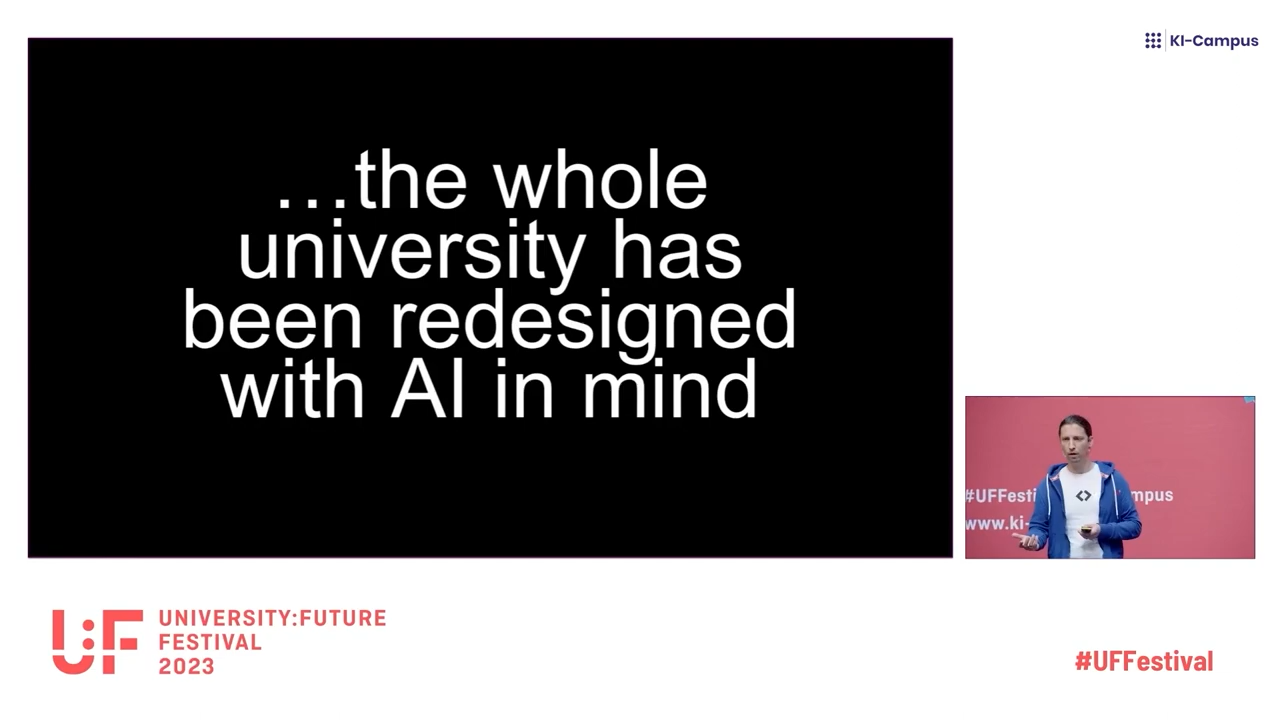 KI-Campus
…the whole
university has
been redesigned
with AI in mind
#UFFesti
mpus
www.ki-
<>
U:F
UNIVERSITY:FUTURE
FESTIVAL
2023
#UFFestival